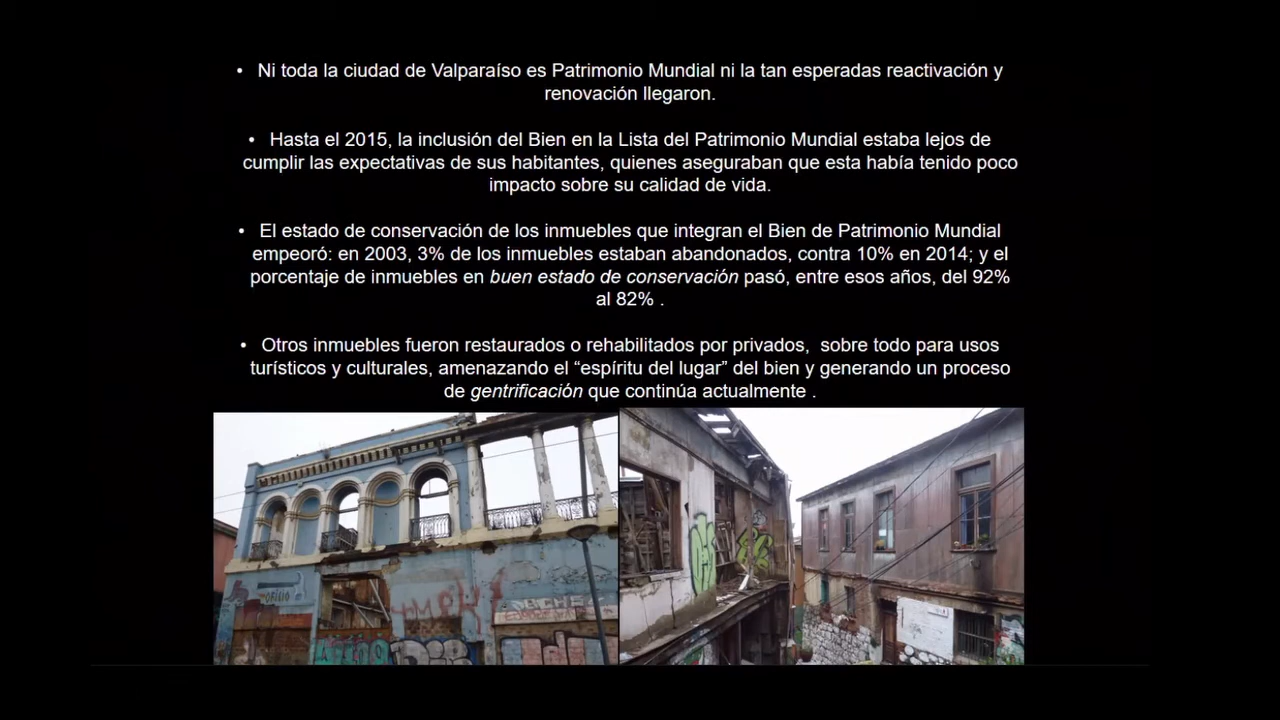 • Ni toda la ciudad de Valparaíso es Patrimonio Mundial ni la tan esperadas reactivación y
renovación llegaron.
• Hasta el 2015, la inclusión del Bien en la Lista del Patrimonio Mundial estaba lejos de
cumplir las expectativas de sus habitantes, quienes aseguraban que esta había tenido poco
impacto sobre su calidad de vida.
• El estado de conservación de los inmuebles que integran el Bien de Patrimonio Mundial
empeoró: en 2003, 3% de los inmuebles estaban abandonados, contra 10% en 2014; y el
porcentaje de inmuebles en buen estado de conservación pasó, entre esos años, del 92%
al 82% .
• Otros inmuebles fueron restaurados o rehabilitados por privados,  sobre todo para usos
turísticos y culturales, amenazando el “espíritu del lugar” del bien y generando un proceso
de gentrificación que continúa actualmente .